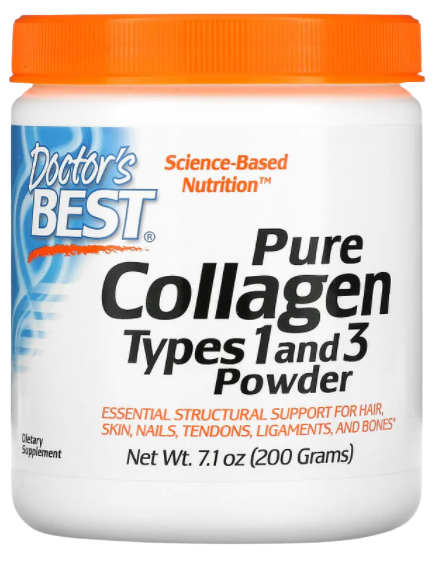 Doctor's
BEST®
Science-Based
Nutrition™
Pure
Collagen
Types 1 and 3
Powder
ESSENTIAL STRUCTURAL SUPPORT FOR HAIR,
SKIN, NAILS, TENDONS, LIGAMENTS, AND BONES*
Dietary
Supplement
Net Wt. 7.1 oz (200 Grams)